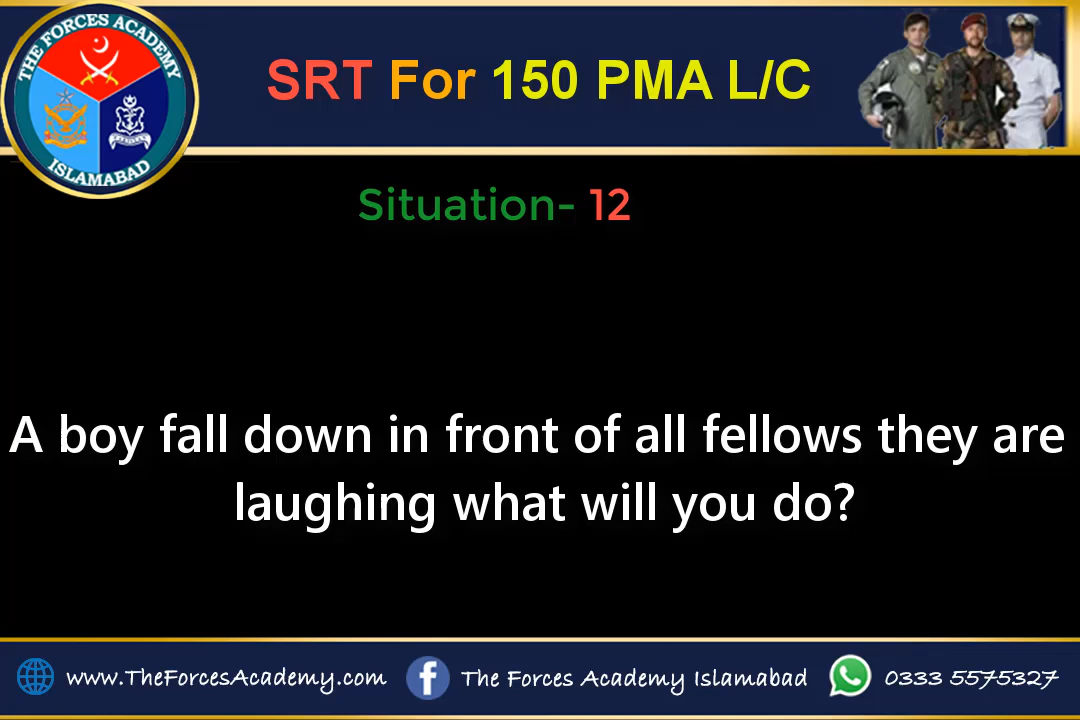 THE FORCES ACADEMY
ISLAMABAD
SRT For 150 PMA L/C
Situation- 12
A boy fall down in front of all fellows they are
laughing what will you do?
www.TheForcesAcademy.com
The Forces Academy Islamabad
0333 5575327